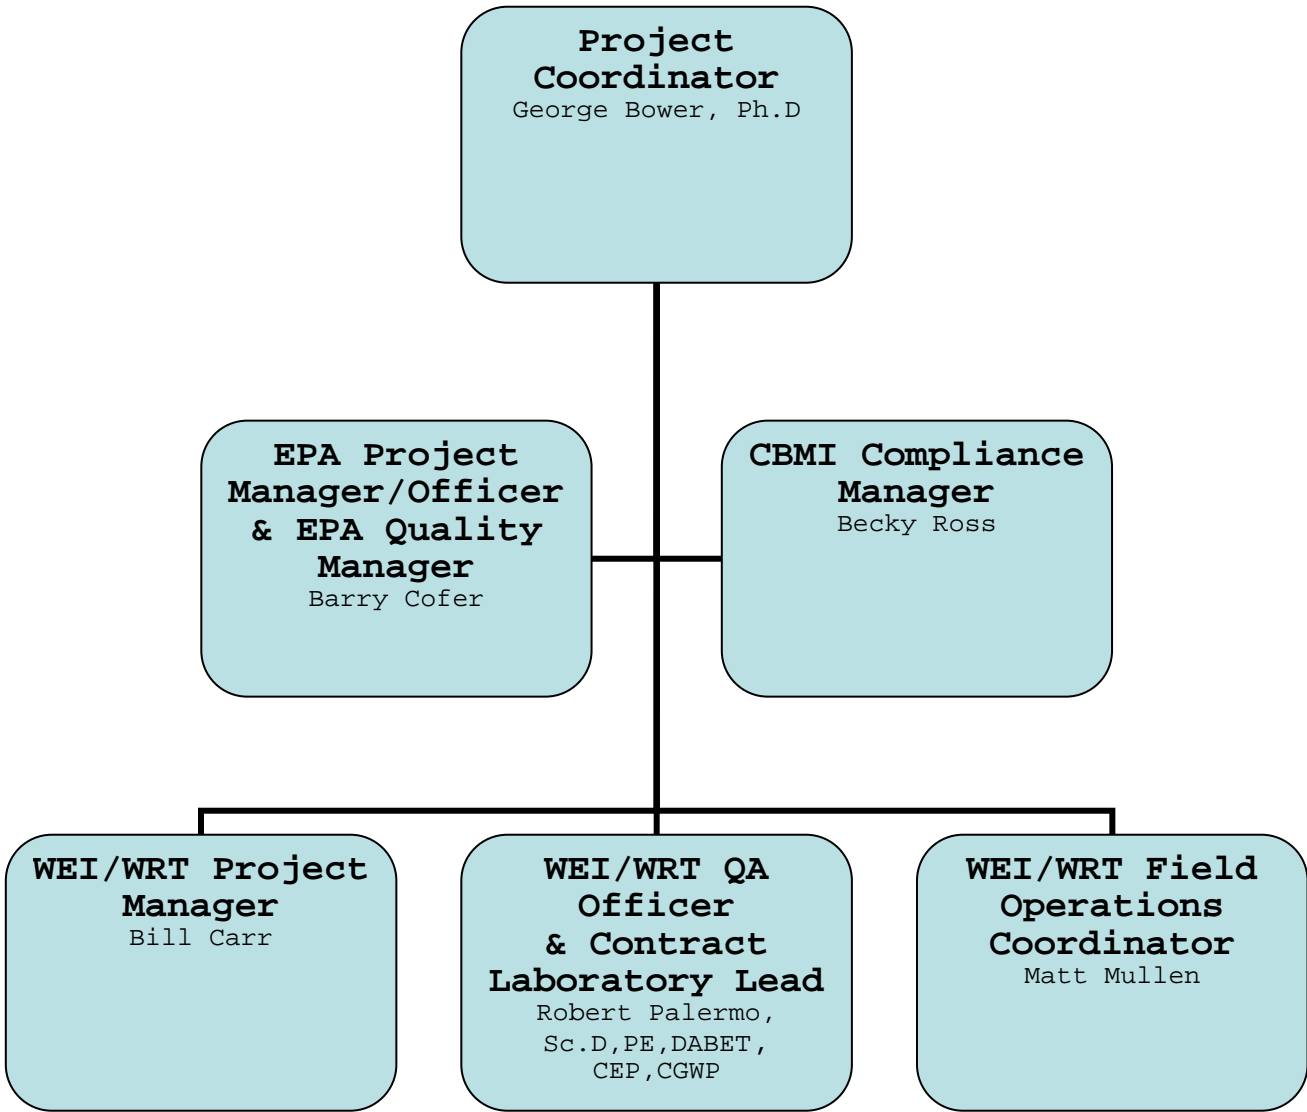 Project
Coordinator
George Bower, Ph.D
EPA Project
Manager/Officer
& EPA Quality
Manager
Barry Cofer
CBMI Compliance
Manager
Becky Ross
WEI/WRT Project
Manager
Bill Carr
WEI/WRT QA
Officer
& Contract
Laboratory Lead
Robert Palermo,
Sc.D,PE,DABET,
CEP,CGWP
WEI/WRT Field
Operations
Coordinator
Matt Mullen